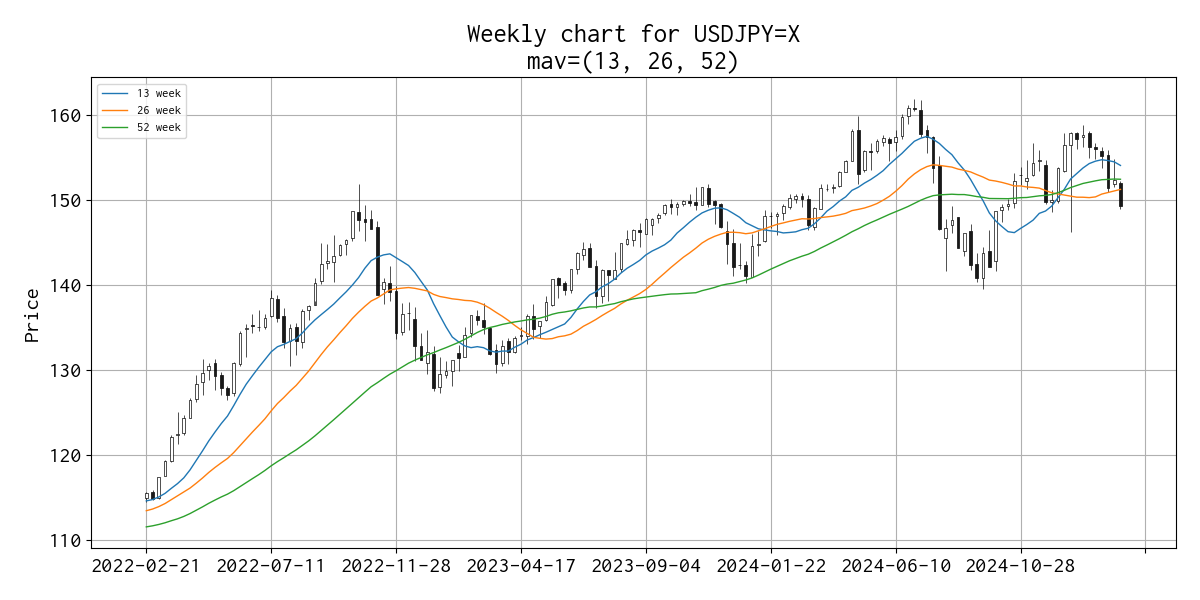 Weekly chart for USDJPY=X
mav=(13, 26, 52)
13 week
26 week
52 week
Price
160
150
140
130
120
110
2022-02-21 2022-07-11 2022-11-28 2023-04-17 2023-09-04 2024-01-22 2024-06-10 2024-10-28